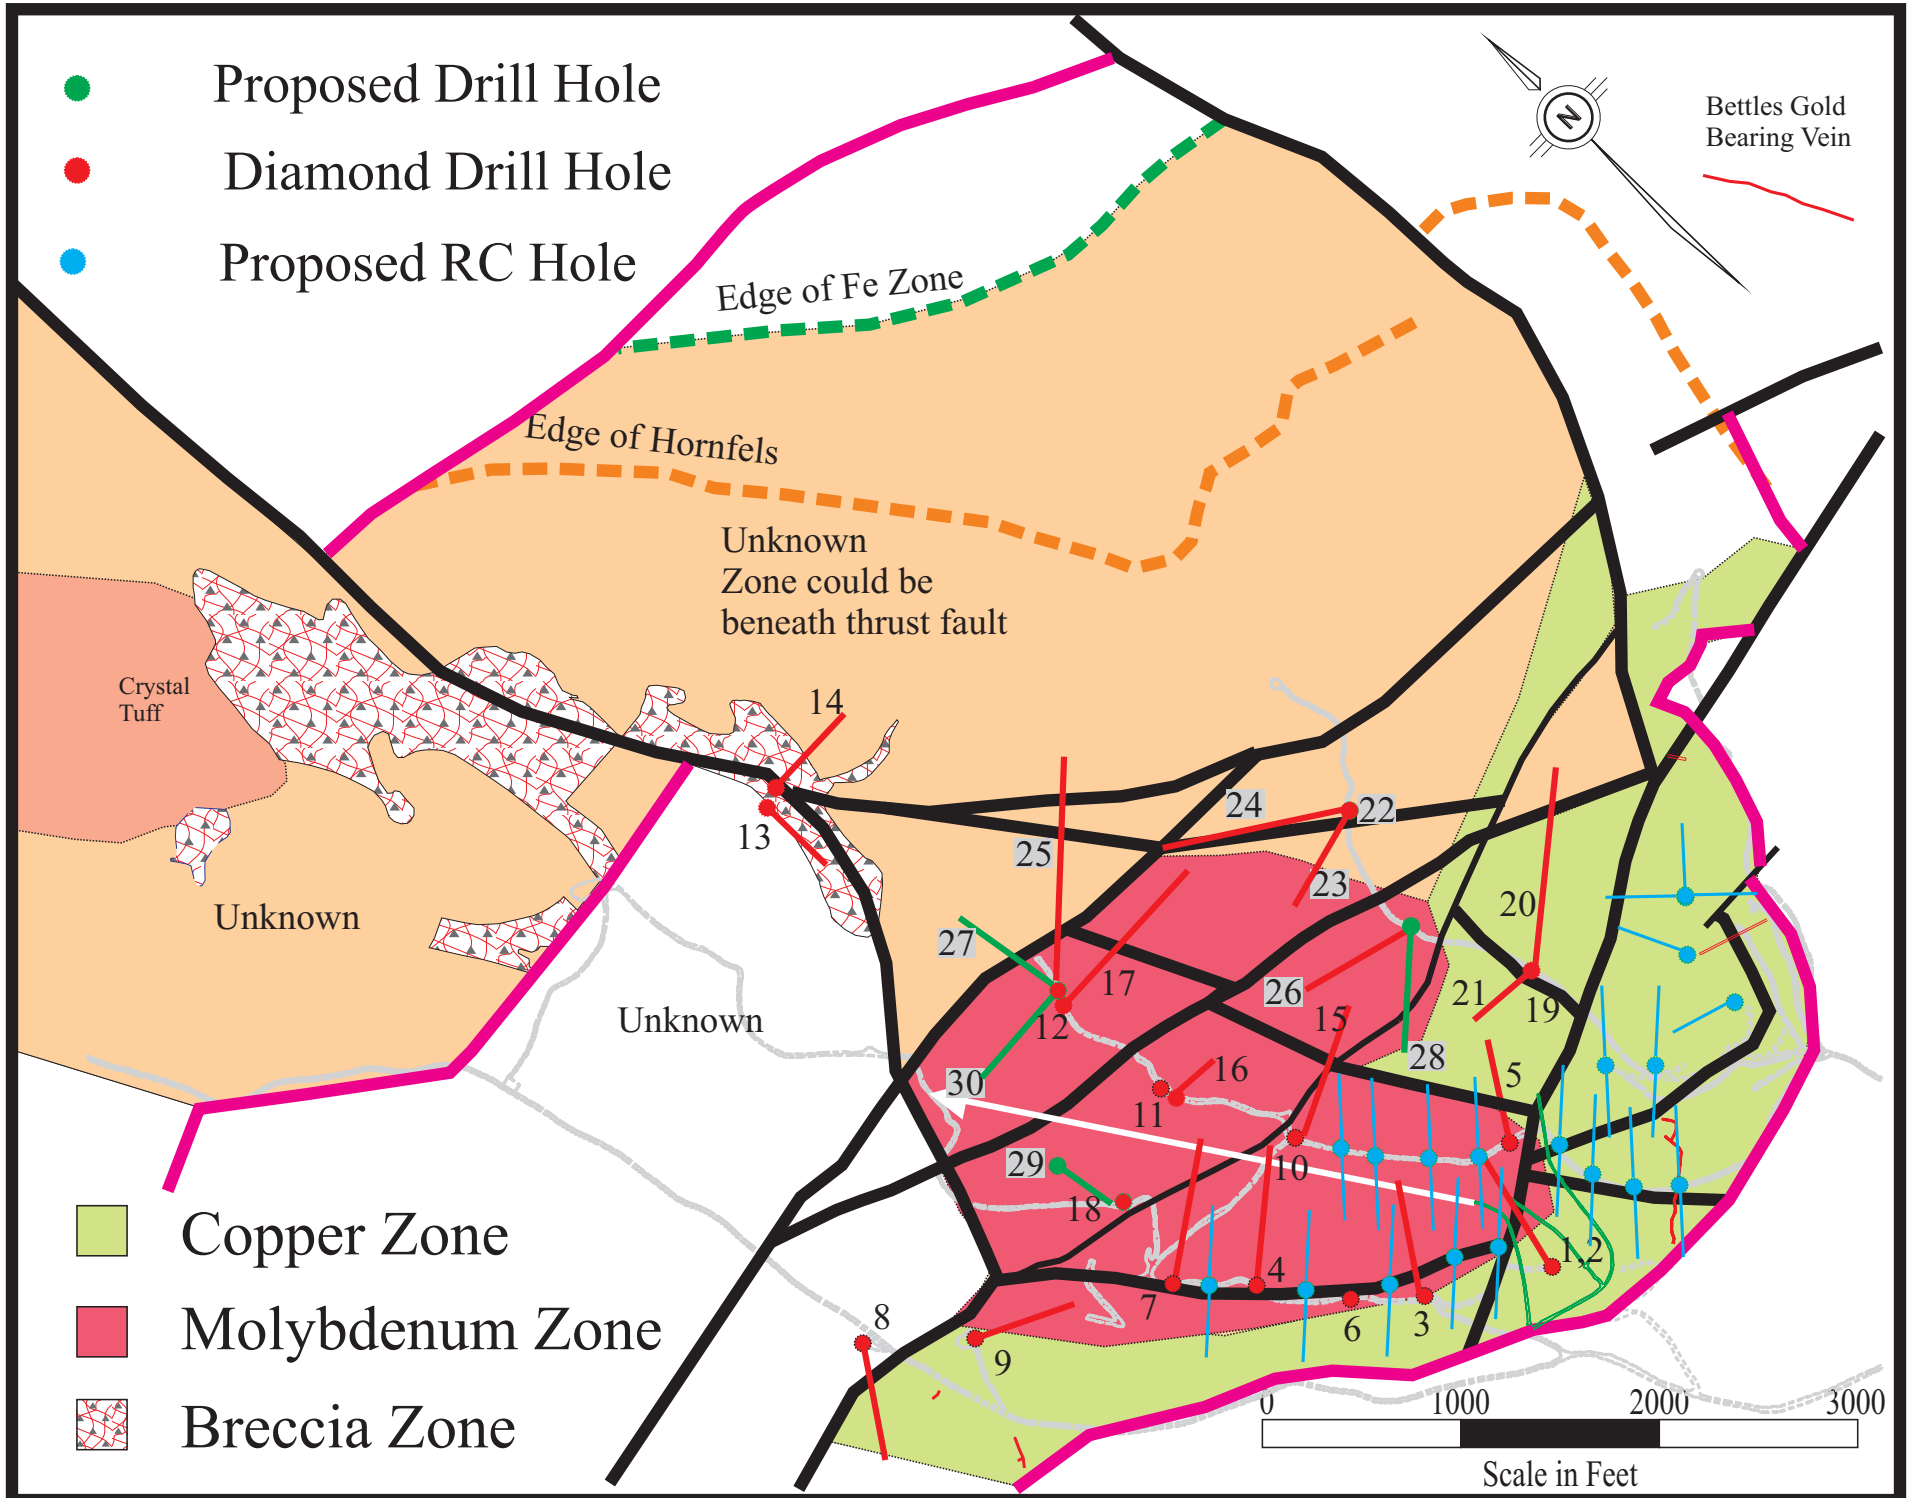 Proposed Drill Hole
Diamond Drill Hole
Proposed RC Hole
N
Bettles Gold
Bearing Vein
Edge of Fe Zone
Edge of Hornfels
Unknown
Zone could be
beneath thrust fault
Crystal
Tuff
14
13
Unknown
Unknown
24
22
25
23
20
27
17
26
21
19
12
15
28
30
16
5
11
10
29
18
1,2
4
7
6
3
8
9
Copper Zone
Molybdenum Zone
Breccia Zone
0 1000 2000 3000
Scale in Feet